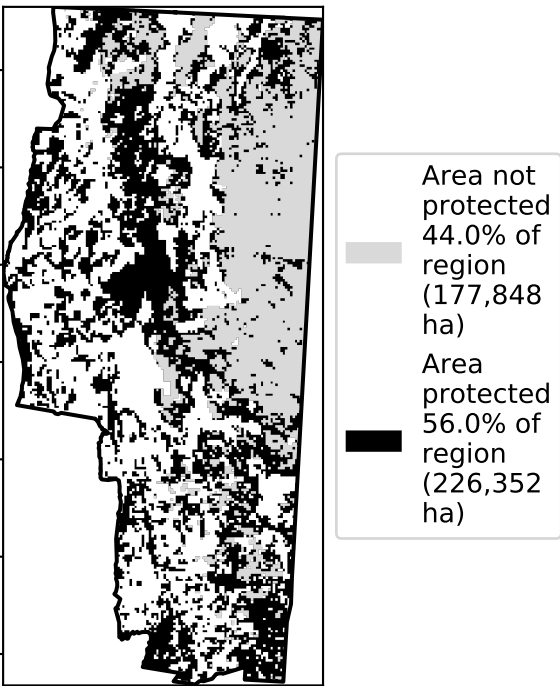 Area not
protected
44.0% of
region
(177,848
ha)
Area
protected
56.0% of
region
(226,352
ha)